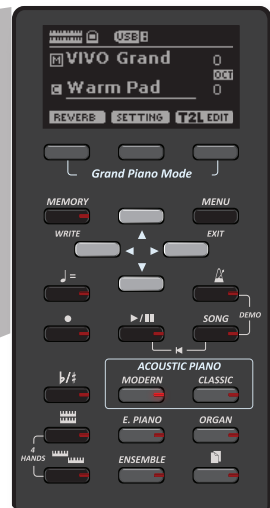 USB
M VIVO Grand 0
OCT
C Warm Pad 0
REVERB SETTING T2L EDIT
Grand Piano Mode
MEMORY MENU
WRITE EXIT
♩ =
● ►/❚❚ SONG
DEMO
♭/♯
ACOUSTIC PIANO
MODERN CLASSIC
E. PIANO ORGAN
4
HANDS
ENSEMBLE